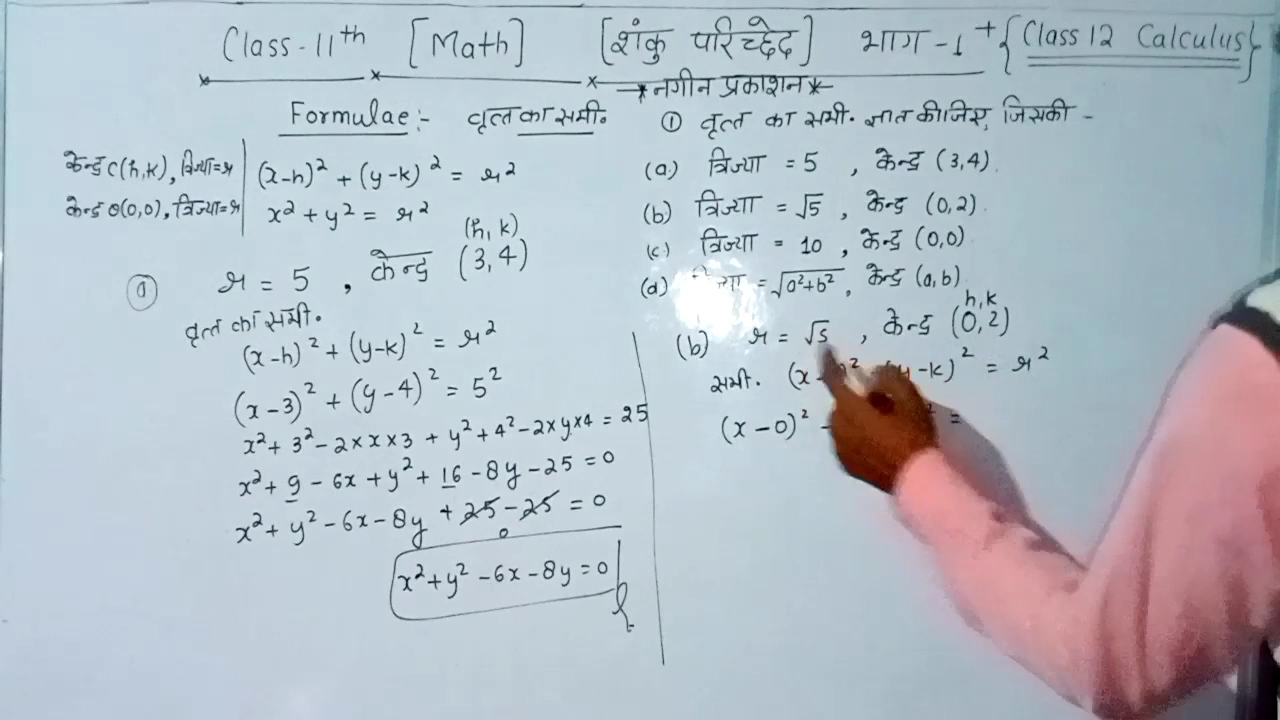 Class-11th [Math] [शंकु परिच्छेद] भाग-1 + {Class 12 Calculus}
नगीन प्रकाशन
Formulae:- वृत्त का समी.
केन्द्र C(h,k), त्रिज्या=r (x-h)² + (y-k)² = r²
केन्द्र O(0,0), त्रिज्या=r x² + y² = r²
(h, k)
① r = 5 , केन्द्र (3,4)
वृत्त का समी.
(x-h)² + (y-k)² = r²
(x-3)² + (y-4)² = 5²
x² + 3² - 2×x×3 + y² + 4² - 2×y×4 = 25
x² + 9 - 6x + y² + 16 - 8y - 25 = 0
x² + y² - 6x - 8y + 25 - 25 = 0
0
x² + y² - 6x - 8y = 0
① वृत्त का समी. ज्ञात कीजिए, जिसकी -
(a) त्रिज्या = 5 , केन्द्र (3,4).
(b) त्रिज्या = √5 , केन्द्र (0,2).
(c) त्रिज्या = 10 , केन्द्र (0,0)
(d) = √a²+b² , केन्द्र (a,b).
h, k
(b) r = √5 , केन्द्र (0,2)
समी. (x - -k)² = r²
(x-0)² =